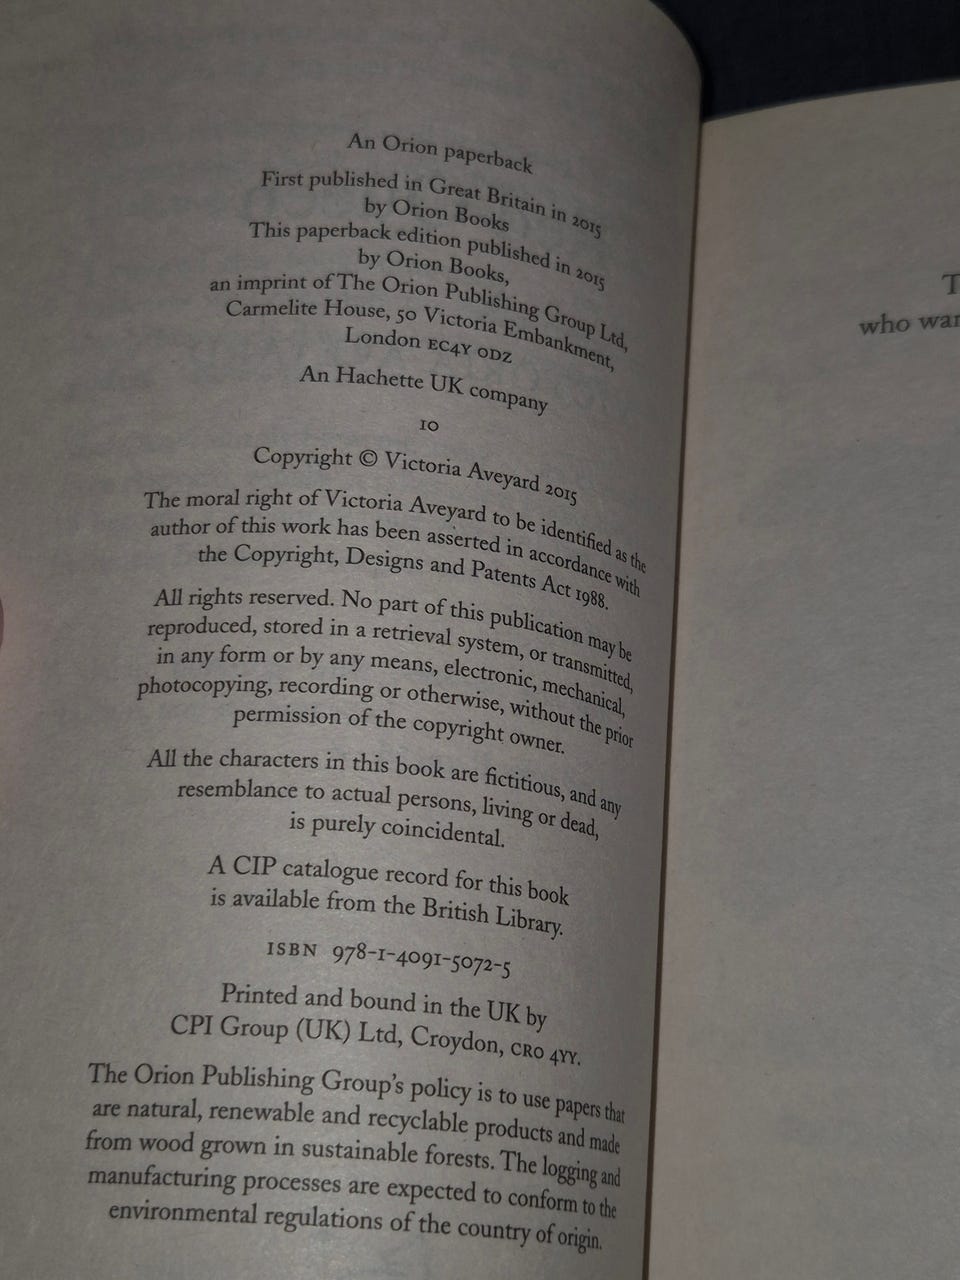 An Orion paperback
First published in Great Britain in 2015
by Orion Books
This paperback edition published in 2015
by Orion Books,
an imprint of The Orion Publishing Group Ltd,
Carmelite House, 50 Victoria Embankment,
London EC4Y 0DZ
An Hachette UK company
10
Copyright © Victoria Aveyard 2015
The moral right of Victoria Aveyard to be identified as the
author of this work has been asserted in accordance with
the Copyright, Designs and Patents Act 1988.
All rights reserved. No part of this publication may be
reproduced, stored in a retrieval system, or transmitted,
in any form or by any means, electronic, mechanical,
photocopying, recording or otherwise, without the prior
permission of the copyright owner.
All the characters in this book are fictitious, and any
resemblance to actual persons, living or dead,
is purely coincidental.
A CIP catalogue record for this book
is available from the British Library.
ISBN 978-1-4091-5072-5
Printed and bound in the UK by
CPI Group (UK) Ltd, Croydon, CR0 4YY.
The Orion Publishing Group's policy is to use papers that
are natural, renewable and recyclable products and made
from wood grown in sustainable forests. The logging and
manufacturing processes are expected to conform to the
environmental regulations of the country of origin.
who